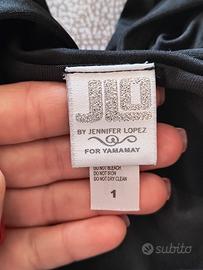 JLO
BY JENNIFER LOPEZ
FOR YAMAMAY
DO NOT BLEACH
DO NOT IRON
DO NOT DRY CLEAN
1
subito